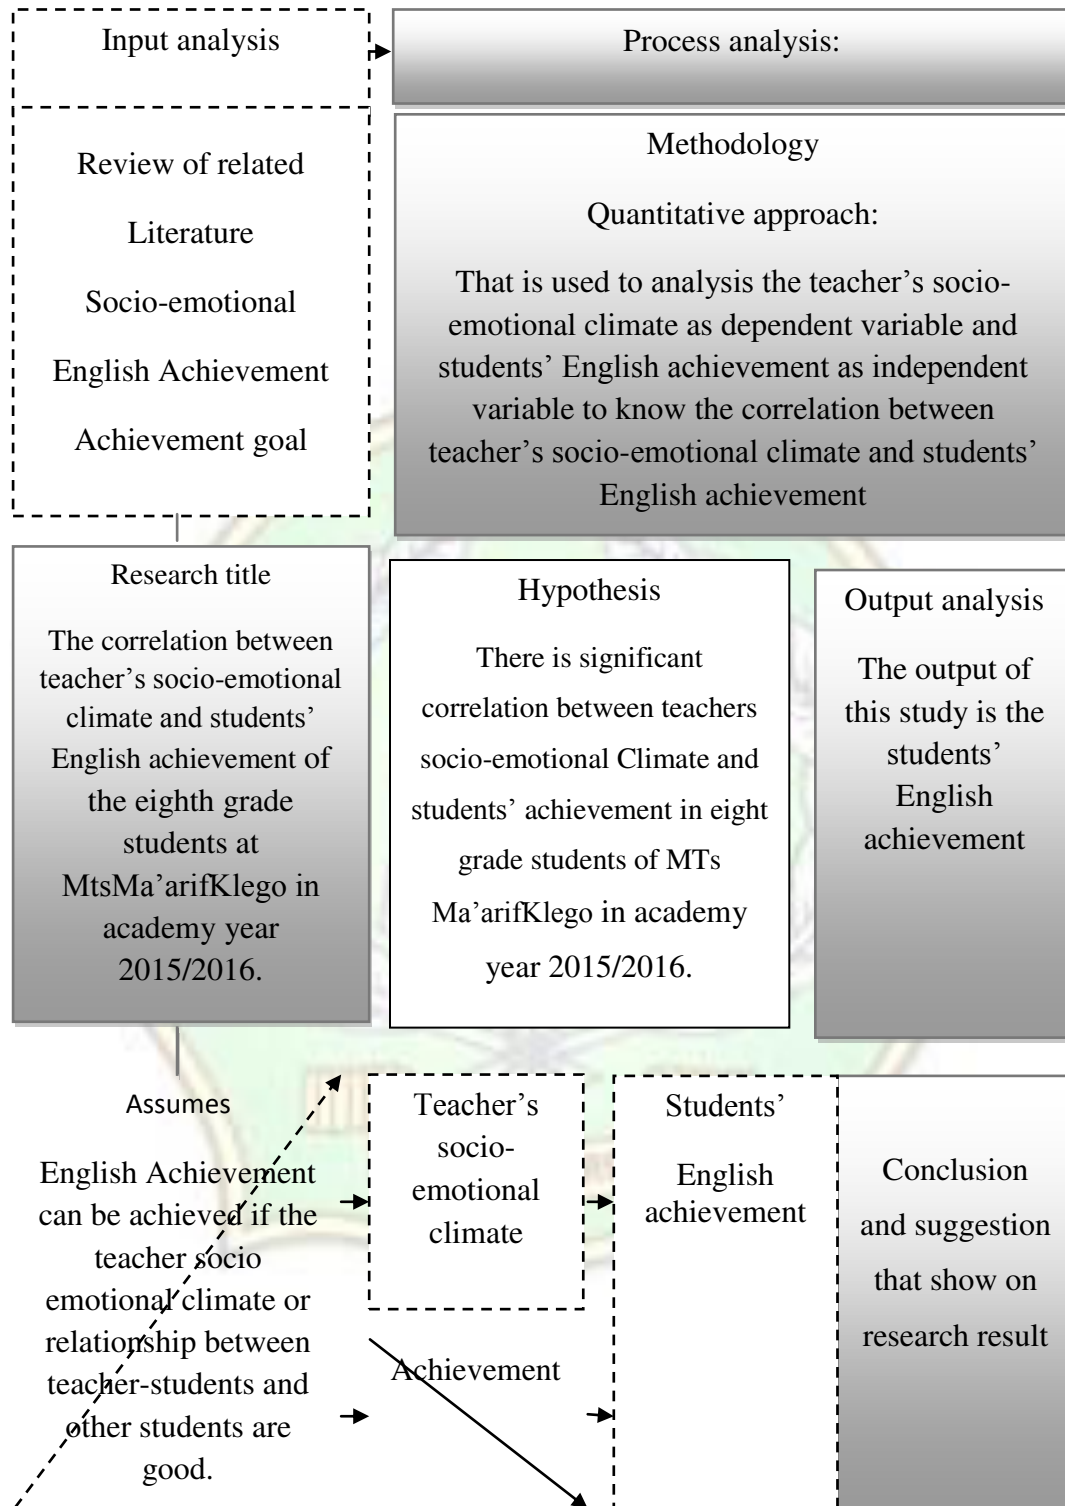 Input analysis
Process analysis:
Review of related
Literature
Socio-emotional
English Achievement
Achievement goal
Methodology
Quantitative approach:
That is used to analysis the teacher’s socio-
emotional climate as dependent variable and
students’ English achievement as independent
variable to know the correlation between
teacher’s socio-emotional climate and students’
English achievement
Research title
The correlation between
teacher’s socio-emotional
climate and students’
English achievement of
the eighth grade
students at
MtsMa’arifKlego in
academy year
2015/2016.
Hypothesis
There is significant
correlation between teachers
socio-emotional Climate and
students’ achievement in eight
grade students of MTs
Ma’arifKlego in academy
year 2015/2016.
Output analysis
The output of
this study is the
students’
English
achievement
Assumes
English Achievement
can be achieved if the
teacher socio
emotional climate or
relationship between
teacher-students and
other students are
good.
Teacher’s
socio-
emotional
climate
Achievement
Students’
English
achievement
Conclusion
and suggestion
that show on
research result